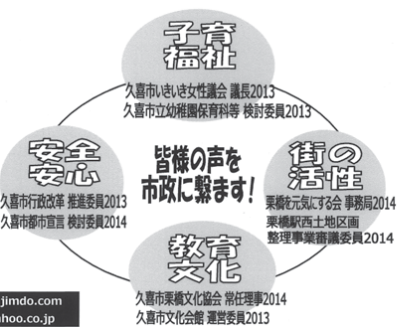 子育
福祉
久喜市いきいき女性議会 議長2013
久喜市立幼稚園保育科等 検討委員2013
安全
安心
久喜市行政改革 推進委員2013
久喜市都市宣言 検討委員2014
皆様の声を
市政に繋ぎます!
街の
活性
栗橋を元気にする会 事務局2014
栗橋駅西土地区画
整理事業審議委員2014
教育
文化
久喜市栗橋文化協会 常任理事2014
久喜市文化会館 運営委員2013
jimdo.com
hoo.co.jp